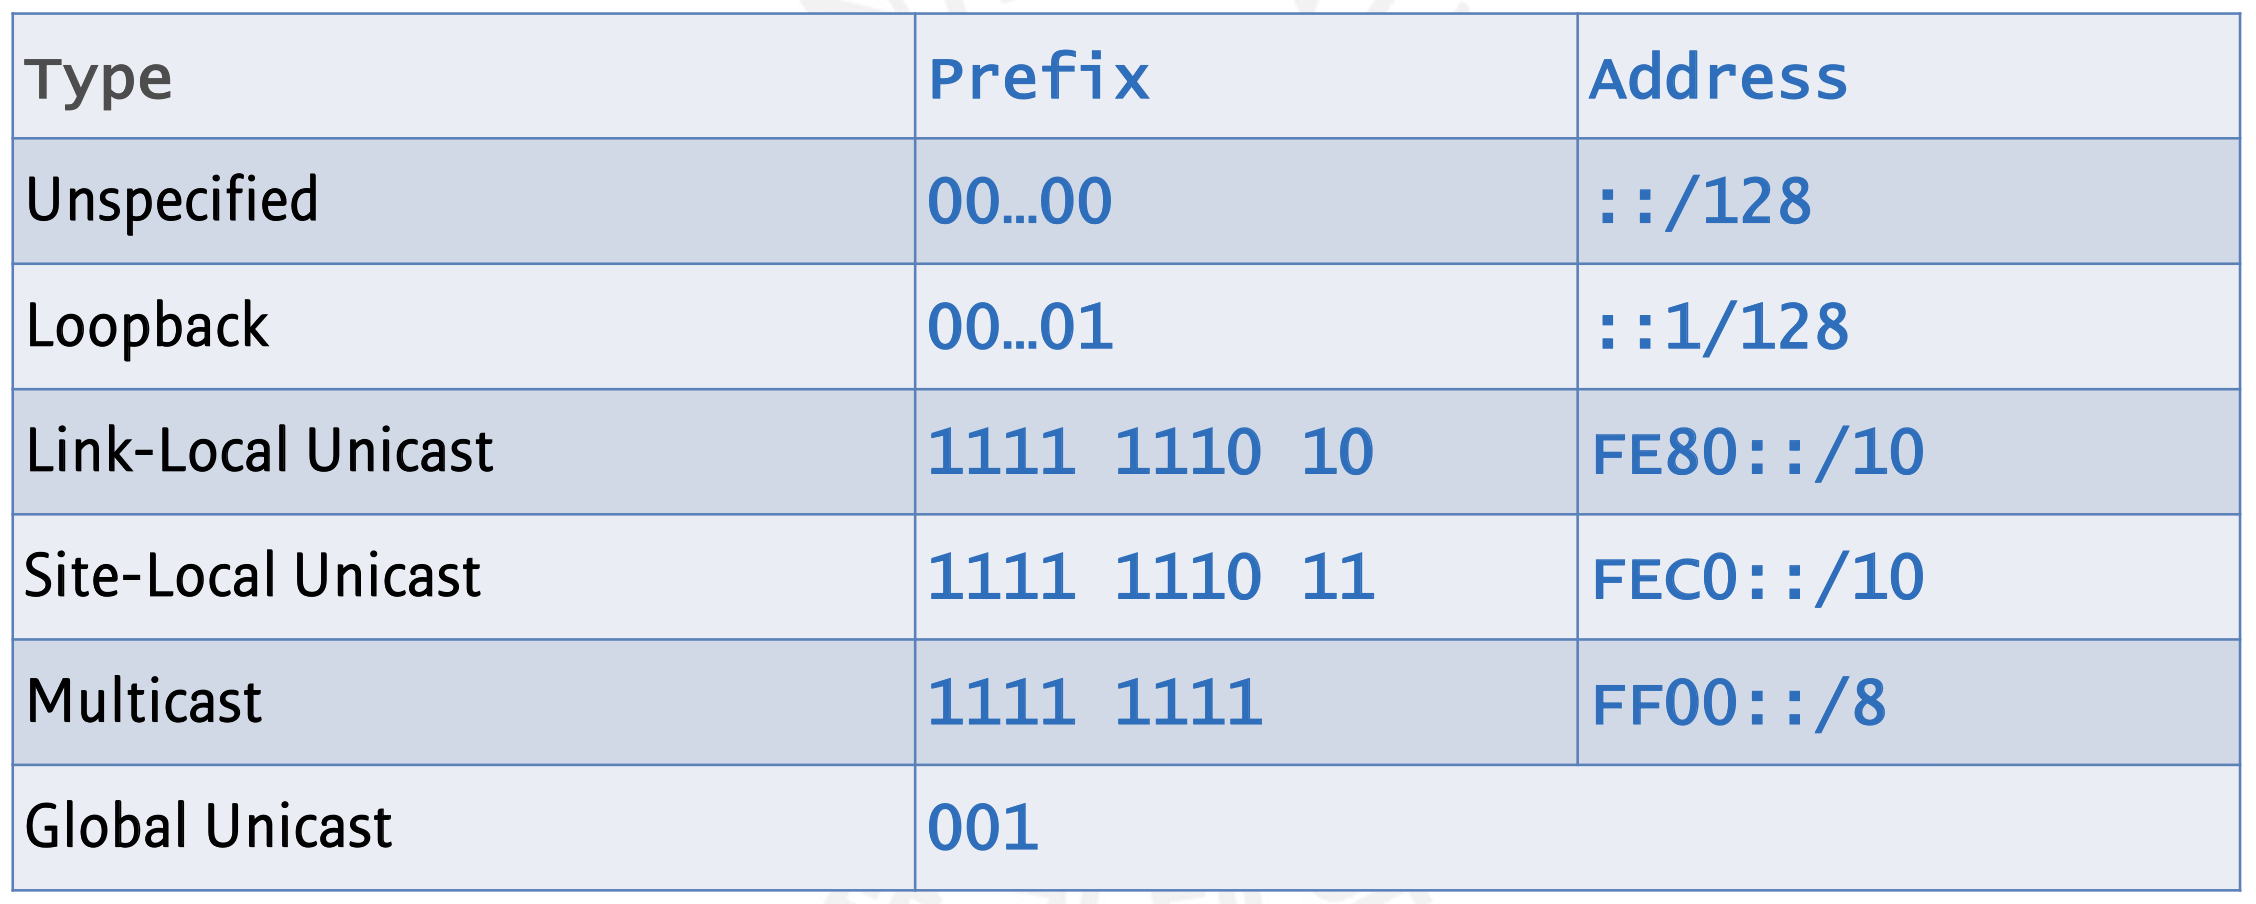 Type Prefix Address
Unspecified 00…00 ::/128
Loopback 00…01 ::1/128
Link-Local Unicast 1111 1110 10 FE80::/10
Site-Local Unicast 1111 1110 11 FEC0::/10
Multicast 1111 1111 FF00::/8
Global Unicast 001